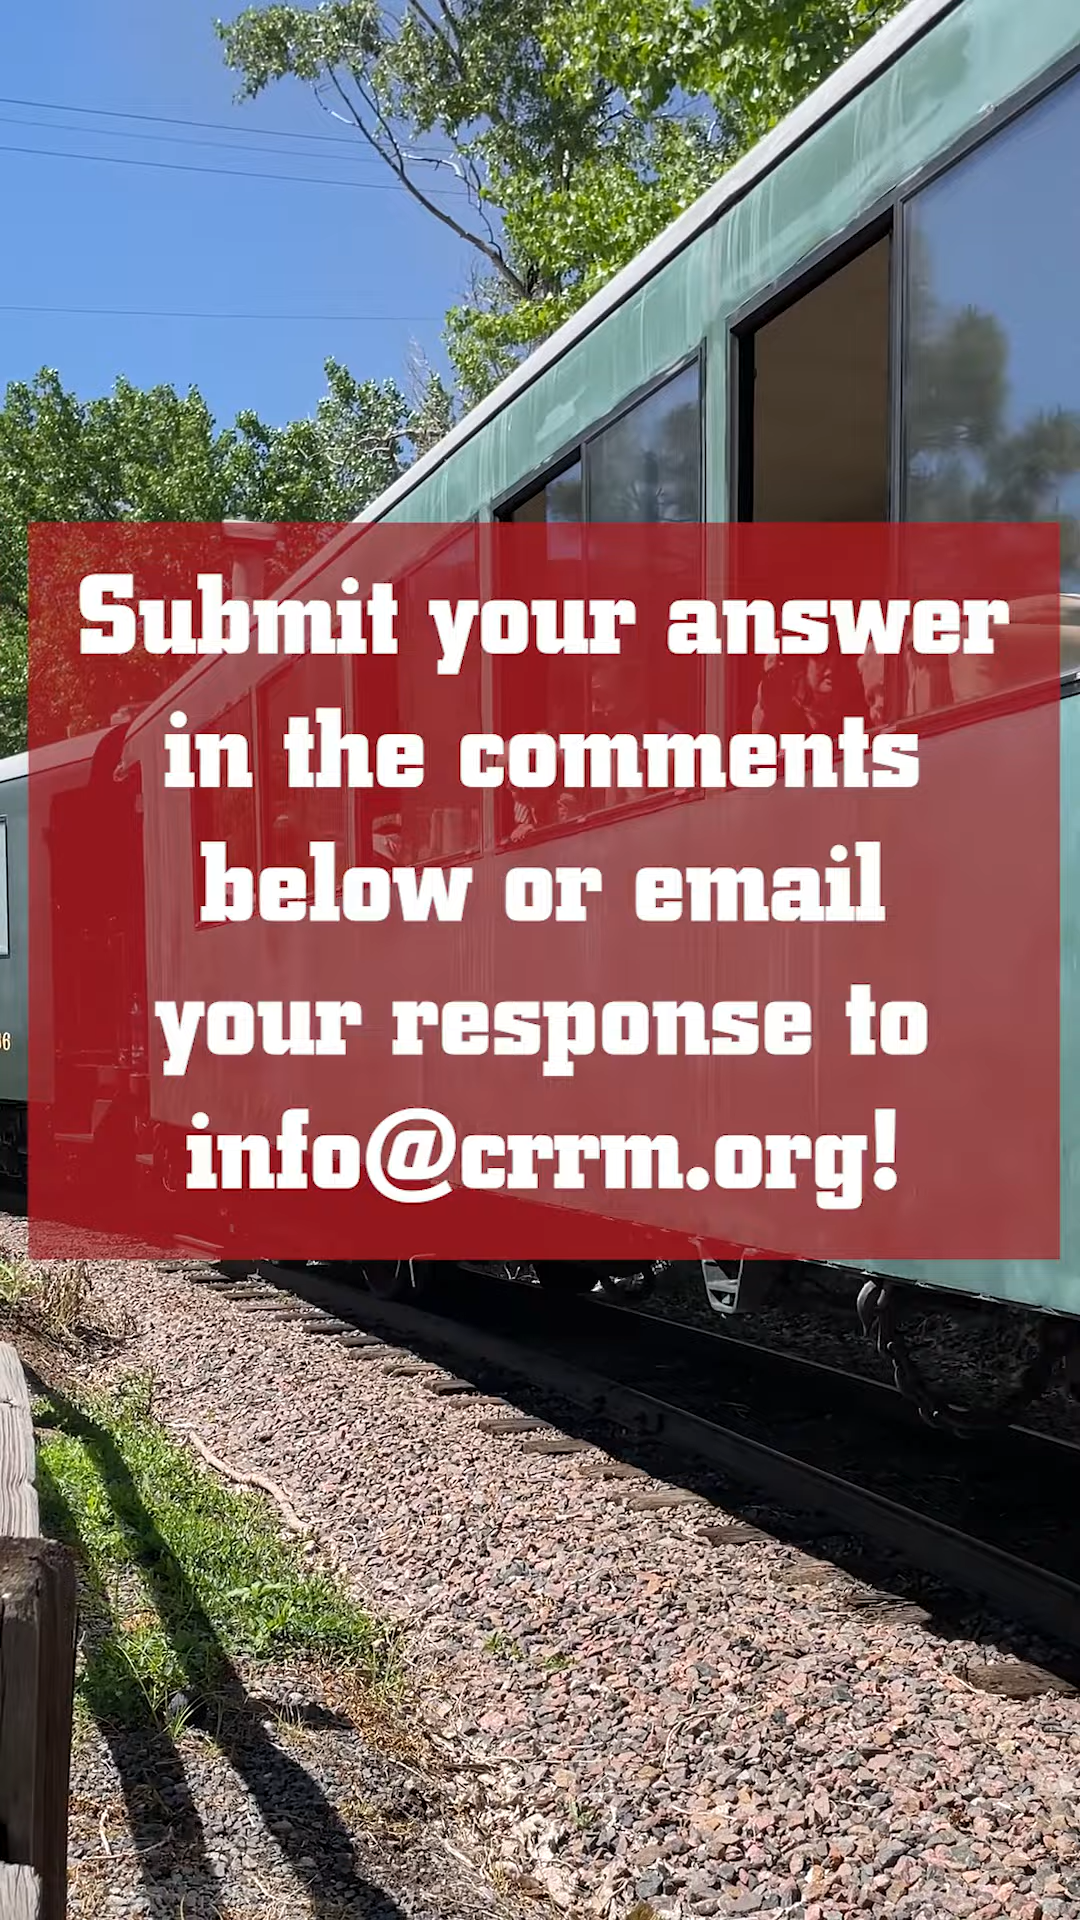 Submit your answer
in the comments
below or email
your response to
info@crrm.org!